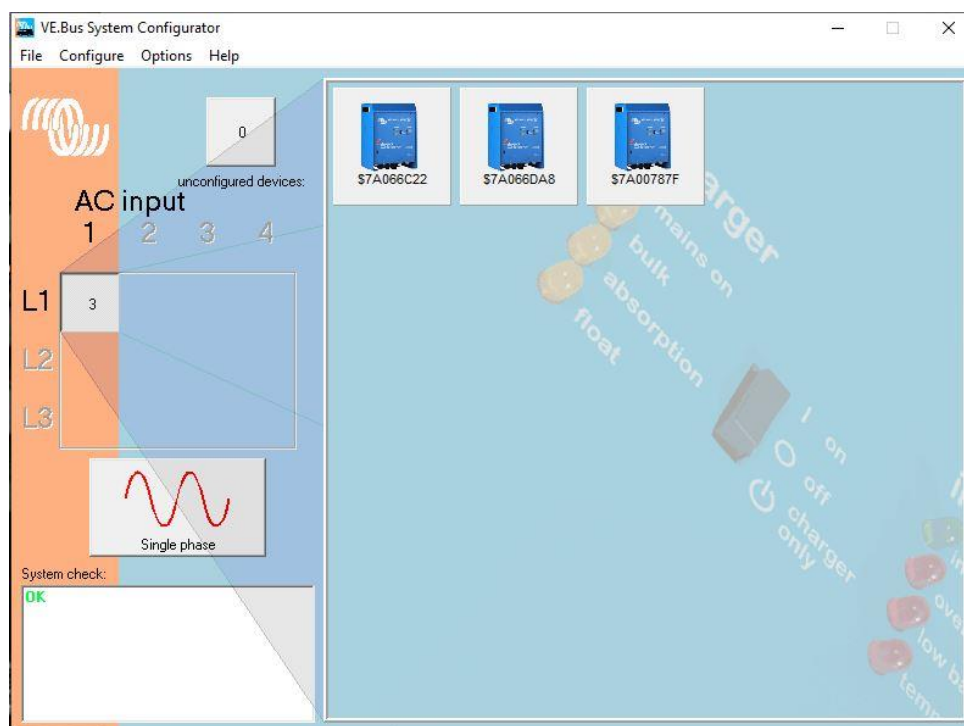 VE.Bus System Configurator
File Configure Options Help
0
unconfigured devices:
AC input
1 2 3 4
L1
3
L2
L3
Single phase
System check:
OK
$7A066C22 $7A066DA8 $7A00787F
mains on
bulk
absorption
float
I on
off
charger
only
low